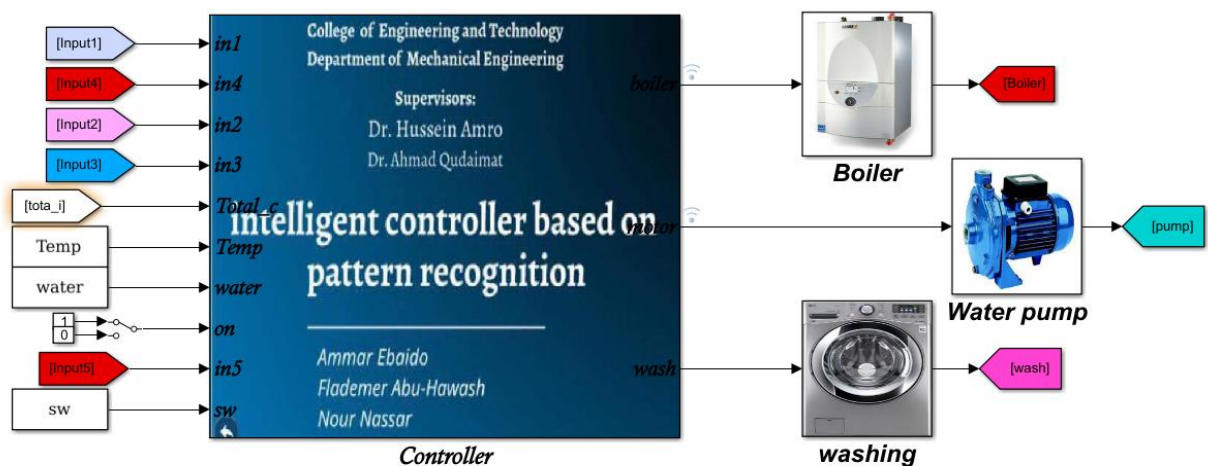 [Input1]
in1
[Input4]
in4
[Input2]
in2
[Input3]
in3
[tota_i]
Total_c
Temp
Temp
water
water
1
0
on
[Input5]
in5
sw
sw
College of Engineering and Technology
Department of Mechanical Engineering
Supervisors:
Dr. Hussein Amro
Dr. Ahmad Qudaimat
intelligent controller based on
pattern recognition
Ammar Ebaido
Flademer Abu-Hawash
Nour Nassar
Controller
boiler
motor
wash
Boiler
[Boiler]
Water pump
[pump]
washing
[wash]